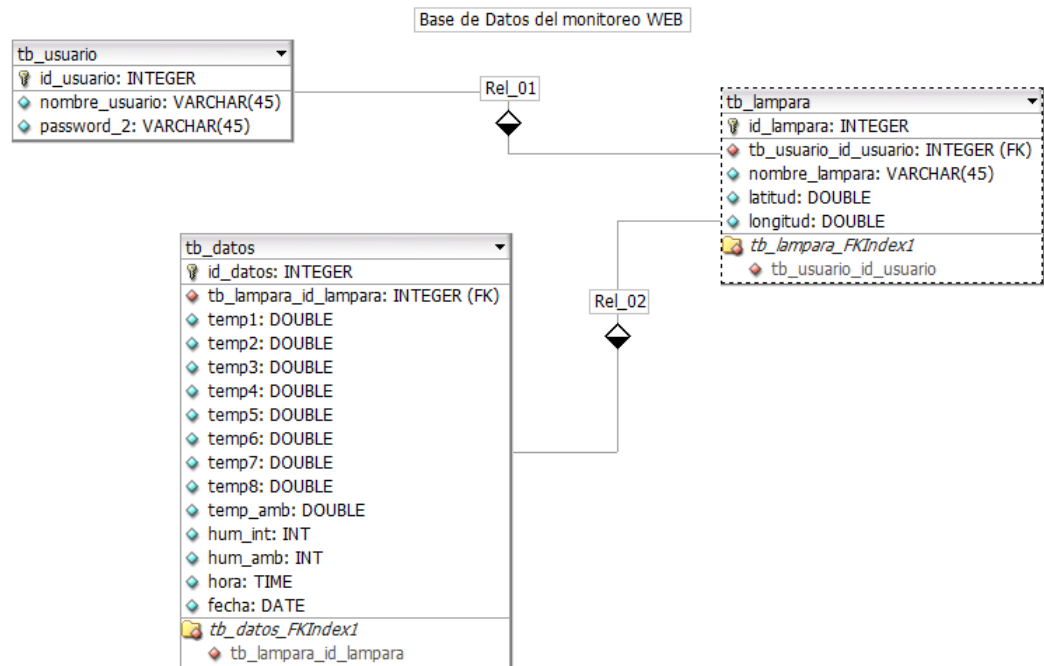 Base de Datos del monitoreo WEB
tb_usuario
id_usuario: INTEGER
nombre_usuario: VARCHAR(45)
password_2: VARCHAR(45)
Rel_01
tb_lampara
id_lampara: INTEGER
tb_usuario_id_usuario: INTEGER (FK)
nombre_lampara: VARCHAR(45)
latitud: DOUBLE
longitud: DOUBLE
tb_lampara_FKIndex1
tb_usuario_id_usuario
Rel_02
tb_datos
id_datos: INTEGER
tb_lampara_id_lampara: INTEGER (FK)
temp1: DOUBLE
temp2: DOUBLE
temp3: DOUBLE
temp4: DOUBLE
temp5: DOUBLE
temp6: DOUBLE
temp7: DOUBLE
temp8: DOUBLE
temp_amb: DOUBLE
hum_int: INT
hum_amb: INT
hora: TIME
fecha: DATE
tb_datos_FKIndex1
tb_lampara_id_lampara